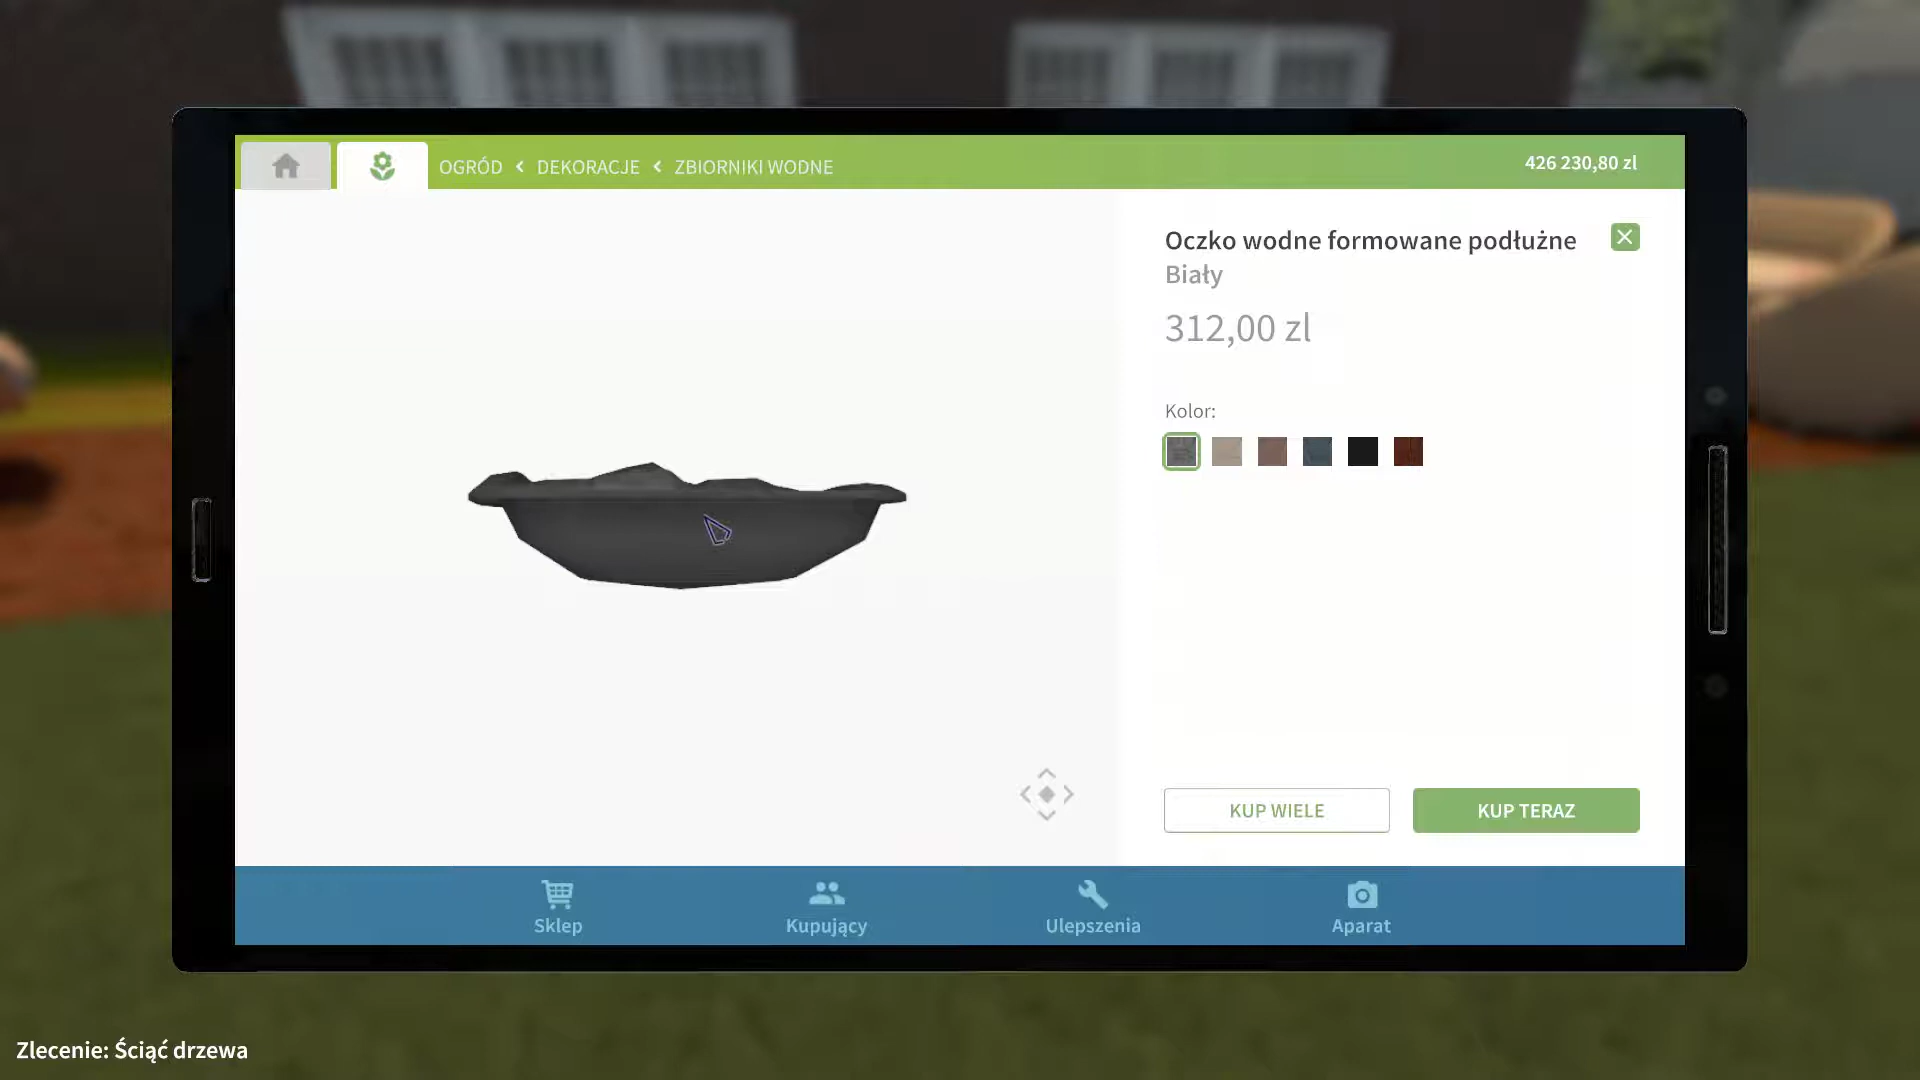 OGRÓD < DEKORACJE < ZBIORNIKI WODNE
426 230,80 zl
Oczko wodne formowane podłużne
Biały
312,00 zl
Kolor:
KUP WIELE
KUP TERAZ
Sklep
Kupujący
Ulepszenia
Aparat
Zlecenie: Ściąć drzewa